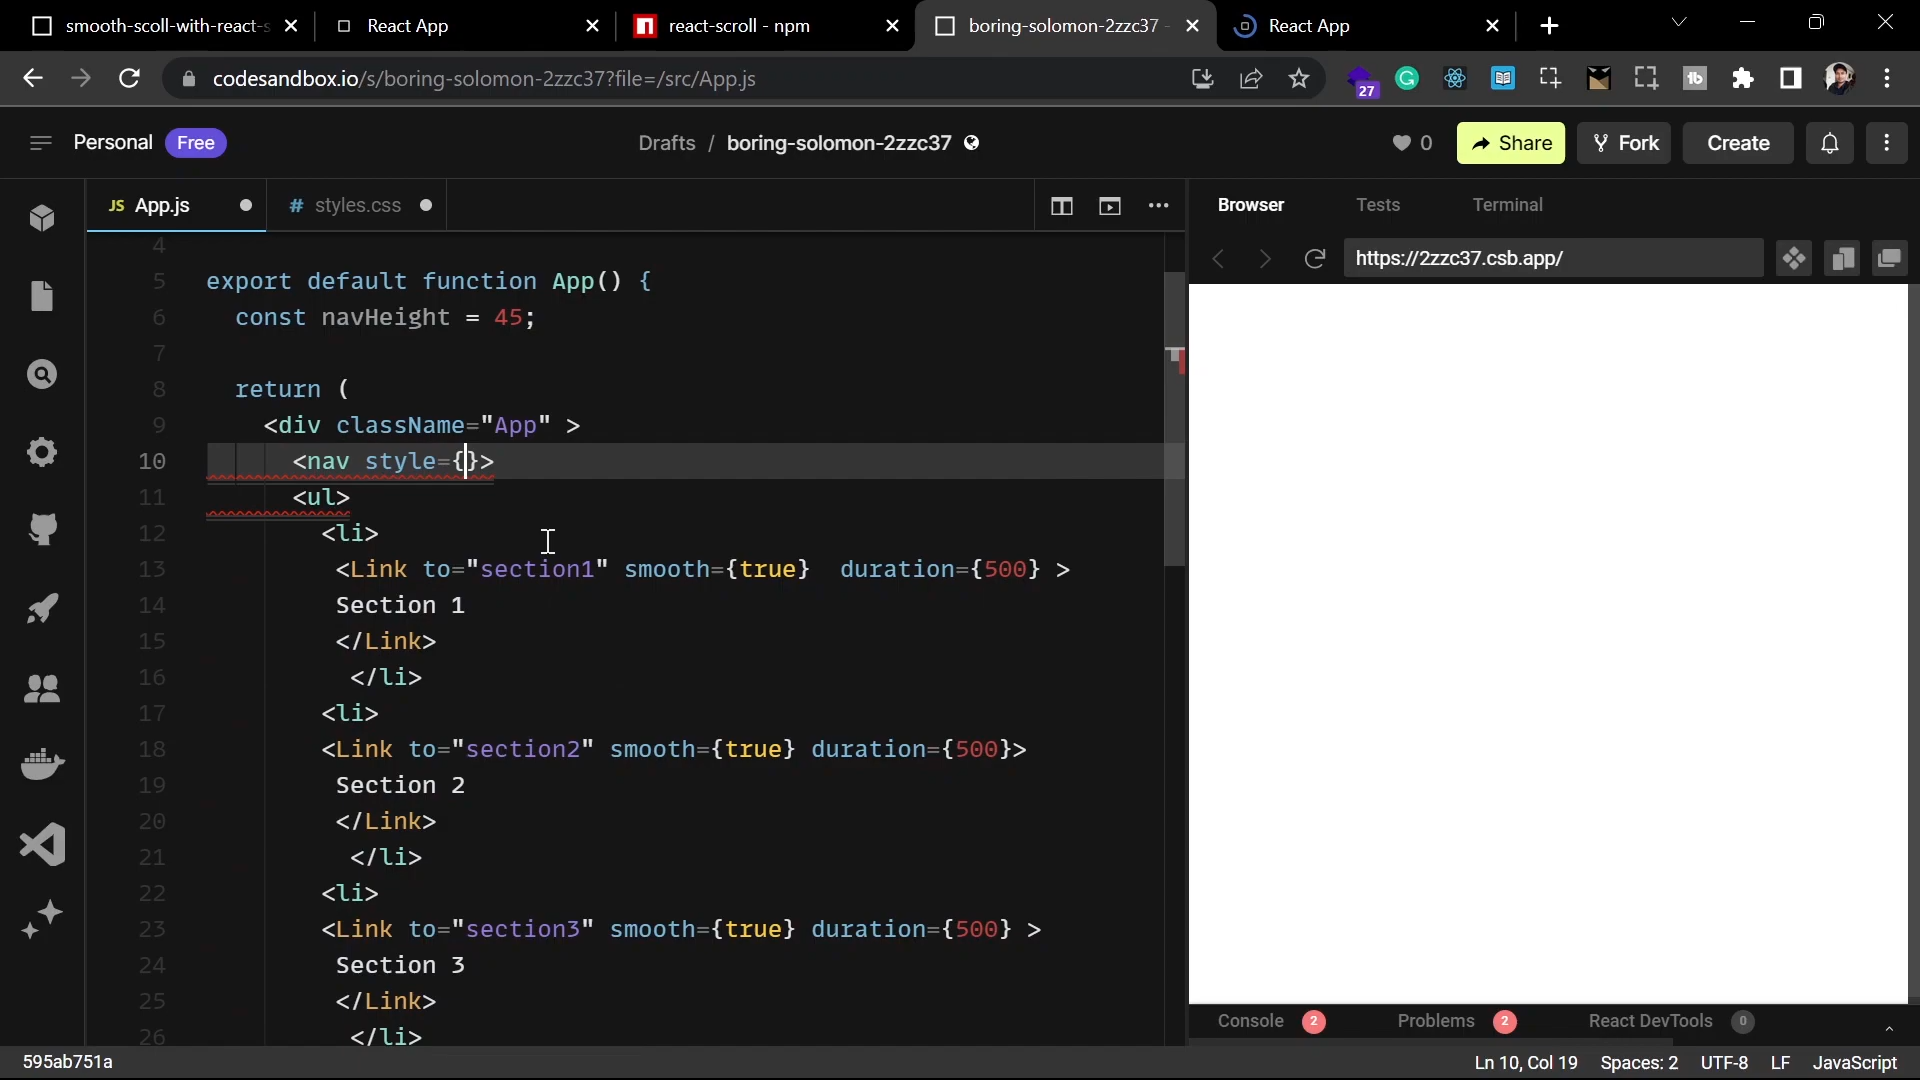 smooth-scoll-with-react-s
React App
react-scroll - npm
boring-solomon-2zzc37 -
React App
codesandbox.io/s/boring-solomon-2zzc37?file=/src/App.js
27
tb
Personal Free
Drafts / boring-solomon-2zzc37
0
Share
Fork
Create
JS App.js
# styles.css
Browser
Tests
Terminal
https://2zzc37.csb.app/
4
5 export default function App() {
6 const navHeight = 45;
7
8 return (
9 <div className="App" >
10 <nav style={}>
11 <ul>
12 <li>
13 <Link to="section1" smooth={true}  duration={500} >
14 Section 1
15 </Link>
16 </li>
17 <li>
18 <Link to="section2" smooth={true} duration={500}>
19 Section 2
20 </Link>
21 </li>
22 <li>
23 <Link to="section3" smooth={true} duration={500} >
24 Section 3
25 </Link>
26 </li>
Console 2
Problems 2
React DevTools 0
595ab751a
Ln 10, Col 19
Spaces: 2
UTF-8
LF
JavaScript